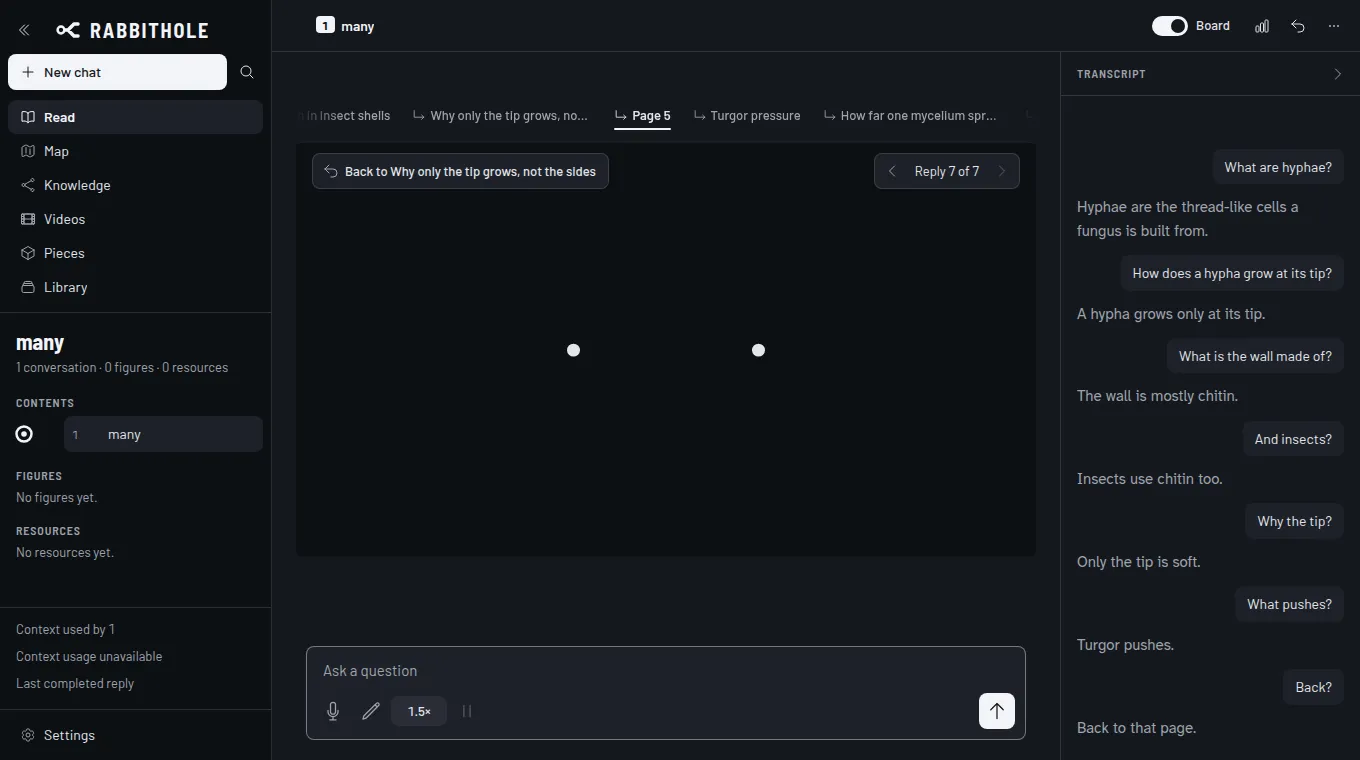 RABBITHOLE
1 many
Board
New chat
Read
Map
Knowledge
Videos
Pieces
Library
many
1 conversation · 0 figures · 0 resources
CONTENTS
1 many
FIGURES
No figures yet.
RESOURCES
No resources yet.
Context used by 1
Context usage unavailable
Last completed reply
Settings
in insect shells
Why only the tip grows, no...
Page 5
Turgor pressure
How far one mycelium spr...
Back to Why only the tip grows, not the sides
Reply 7 of 7
Ask a question
1.5×
TRANSCRIPT
What are hyphae?
Hyphae are the thread-like cells a
fungus is built from.
How does a hypha grow at its tip?
A hypha grows only at its tip.
What is the wall made of?
The wall is mostly chitin.
And insects?
Insects use chitin too.
Why the tip?
Only the tip is soft.
What pushes?
Turgor pushes.
Back?
Back to that page.